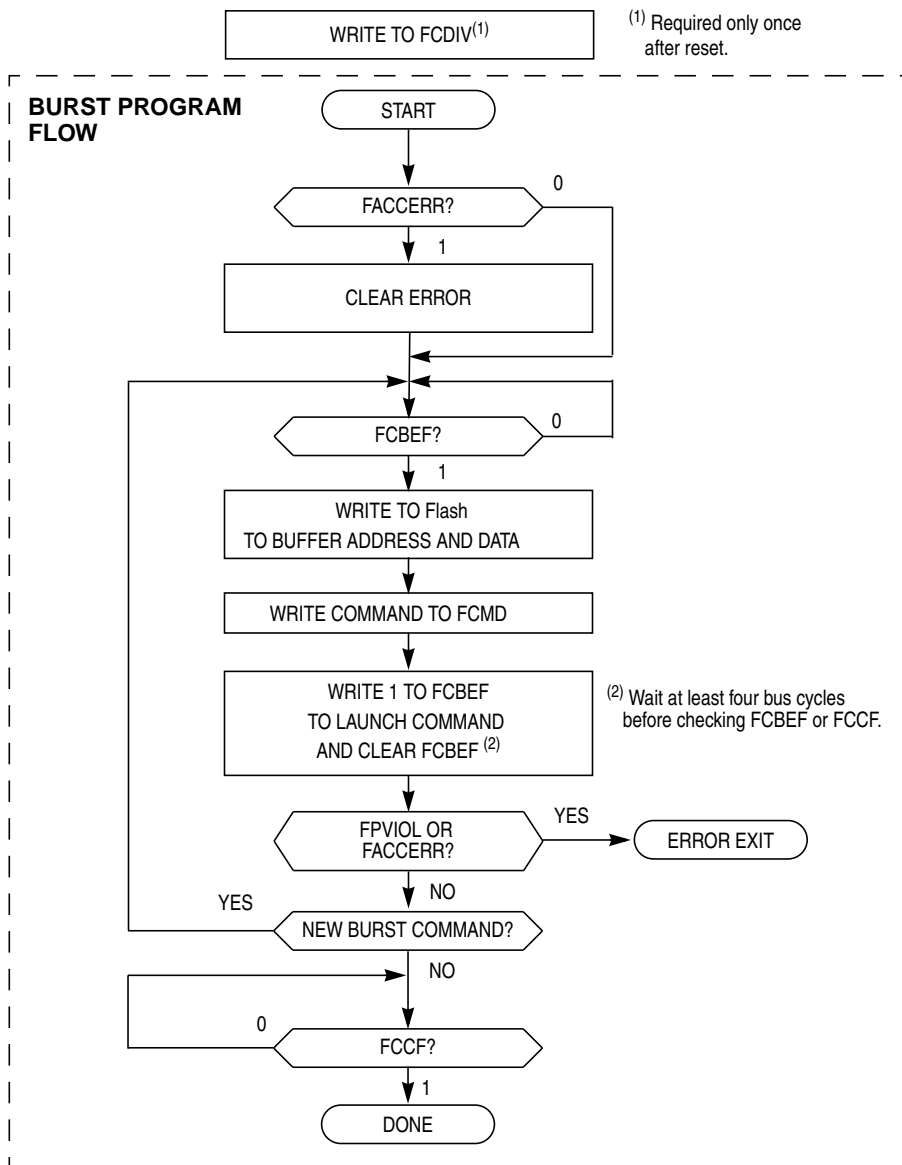 WRITE TO FCDIV(1)
(1) Required only once
after reset.
BURST PROGRAM
FLOW
START
FACCERR?
0
1
CLEAR ERROR
FCBEF?
0
1
WRITE TO Flash
TO BUFFER ADDRESS AND DATA
WRITE COMMAND TO FCMD
WRITE 1 TO FCBEF
TO LAUNCH COMMAND
AND CLEAR FCBEF (2)
(2) Wait at least four bus cycles
before checking FCBEF or FCCF.
FPVIOL OR
FACCERR?
YES
ERROR EXIT
NO
YES
NEW BURST COMMAND?
NO
0
FCCF?
1
DONE